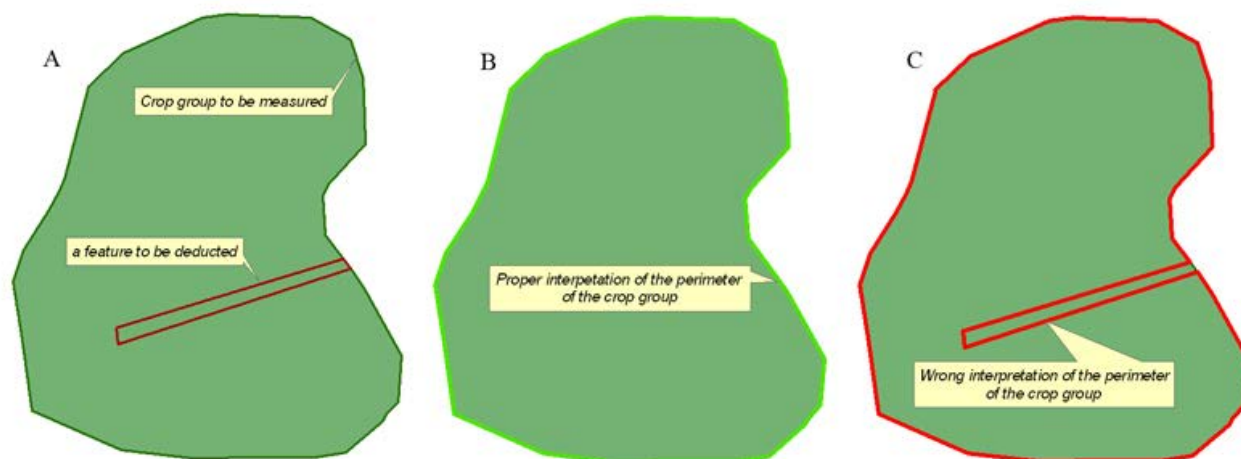 A
Crop group to be measured
a feature to be deducted
B
Proper interpetation of the perimeter
of the crop group
C
Wrong interpretation of the perimeter
of the crop group